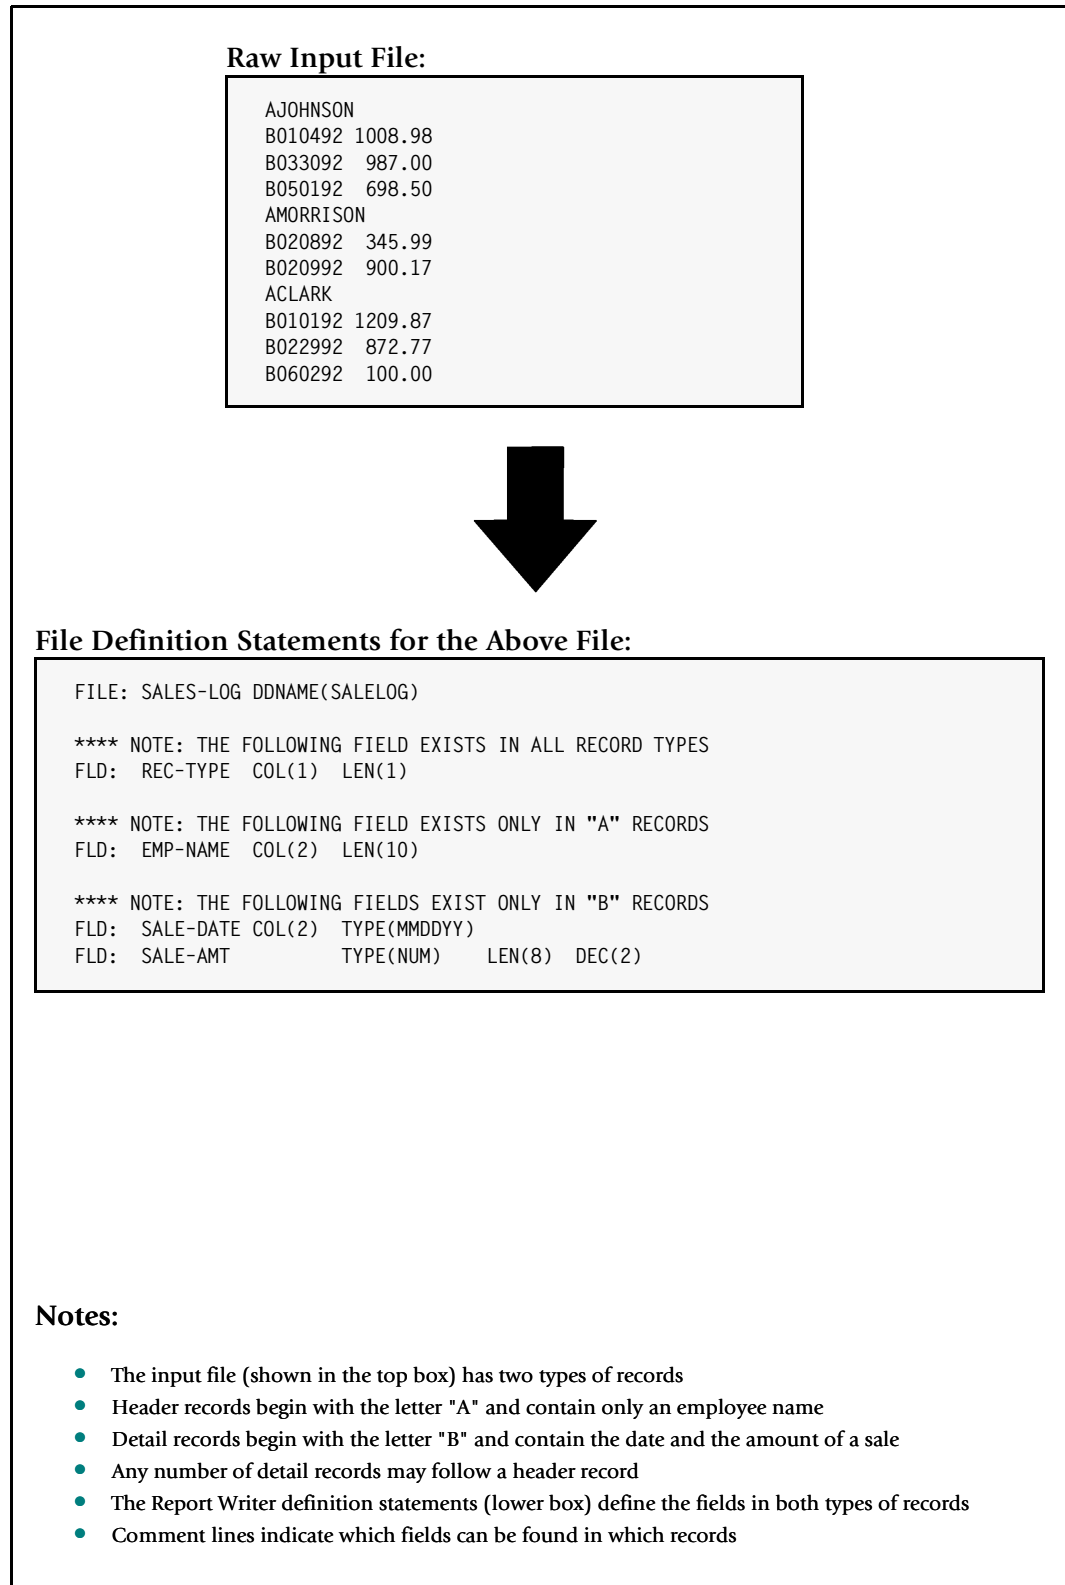 Raw Input File:
AJOHNSON
B010492 1008.98
B033092  987.00
B050192  698.50
AMORRISON
B020892  345.99
B020992  900.17
ACLARK
B010192 1209.87
B022992  872.77
B060292  100.00
File Definition Statements for the Above File:
FILE: SALES-LOG DDNAME(SALELOG)
**** NOTE: THE FOLLOWING FIELD EXISTS IN ALL RECORD TYPES
FLD:  REC-TYPE  COL(1)  LEN(1)
**** NOTE: THE FOLLOWING FIELD EXISTS ONLY IN "A" RECORDS
FLD:  EMP-NAME  COL(2)  LEN(10)
**** NOTE: THE FOLLOWING FIELDS EXIST ONLY IN "B" RECORDS
FLD:  SALE-DATE COL(2)  TYPE(MMDDYY)
FLD:  SALE-AMT          TYPE(NUM)    LEN(8)  DEC(2)
Notes:
• The input file (shown in the top box) has two types of records
• Header records begin with the letter "A" and contain only an employee name
• Detail records begin with the letter "B" and contain the date and the amount of a sale
• Any number of detail records may follow a header record
• The Report Writer definition statements (lower box) define the fields in both types of records
• Comment lines indicate which fields can be found in which records